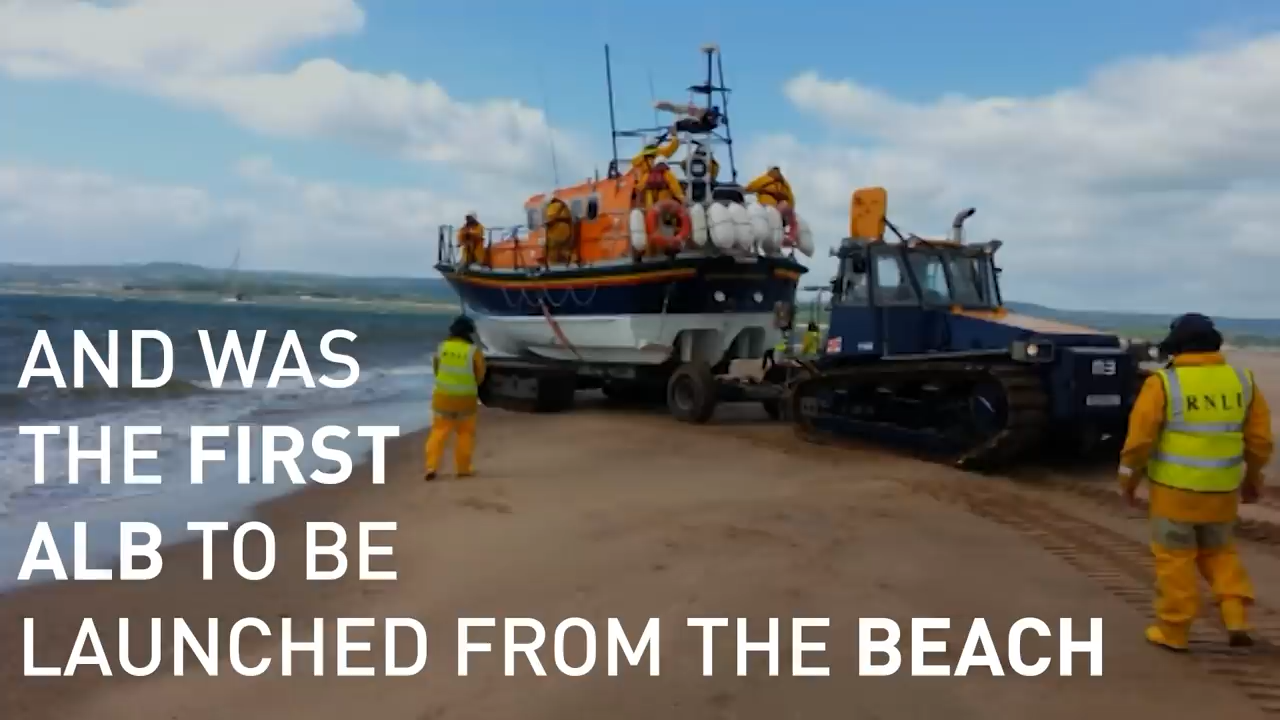 AND WAS
THE FIRST
ALB TO BE
LAUNCHED FROM THE BEACH
RNLI